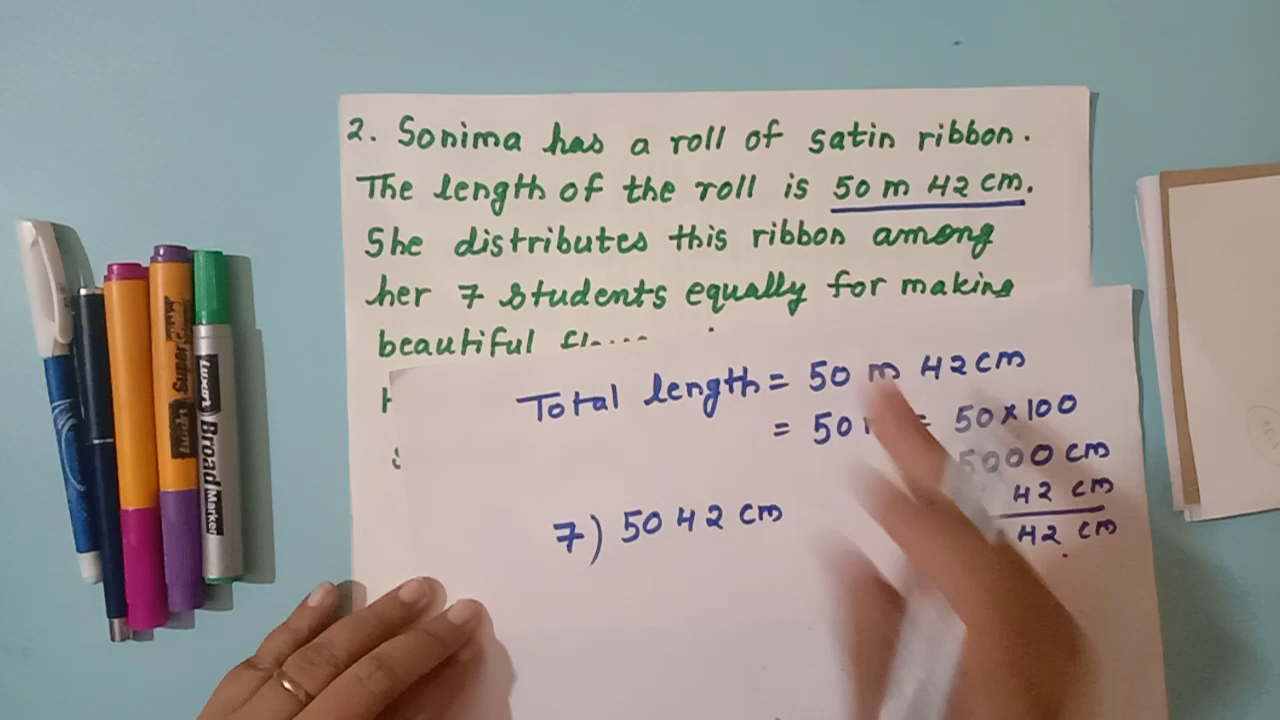 2. Sonima has a roll of satin ribbon.
The length of the roll is 50 m 42 cm.
She distributes this ribbon among
her 7 students equally for making
beautiful
Total length = 50 m 42 cm
= 50 = 50 x 100
5000 cm
42 cm
42 cm
7) 5042 cm
Luxor Broad Marker
Luxor